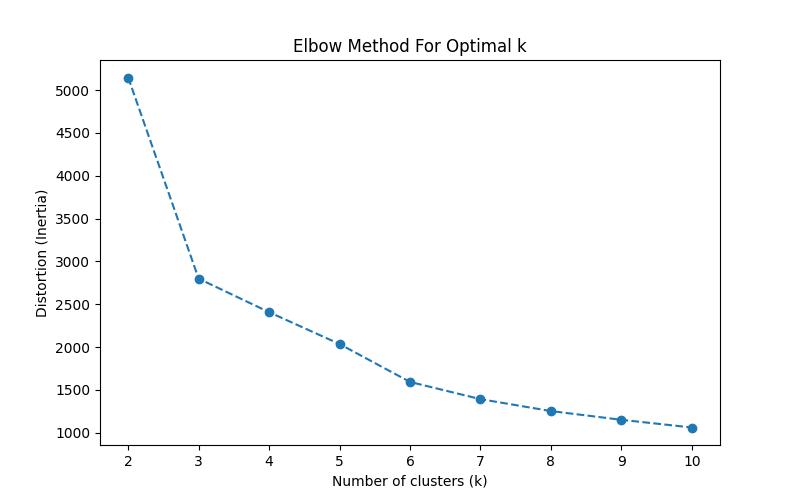 Elbow Method For Optimal k
Distortion (Inertia)
5000
4500
4000
3500
3000
2500
2000
1500
1000
2 3 4 5 6 7 8 9 10
Number of clusters (k)